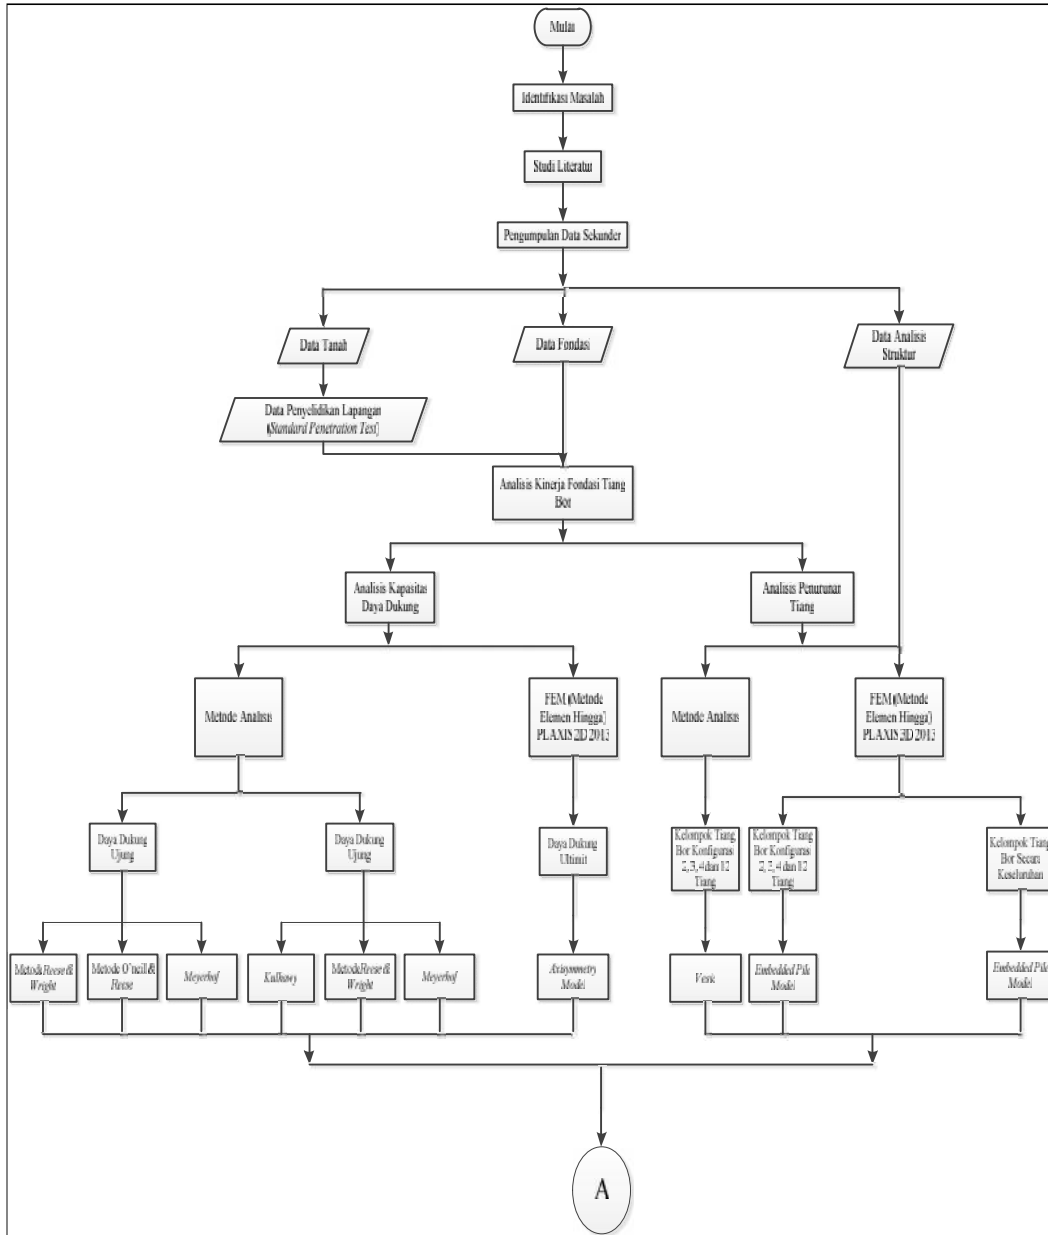 Mulai
Identifikasi Masalah
Studi Literatur
Pengumpulan Data Sekunder
Data Tanah
Data Fondasi
Data Analisis
Struktur
Data Penyelidikan Lapangan
(Standard Penetration Test)
Analisis Kinerja Fondasi Tiang
Bor
Analisis Kapasitas
Daya Dukung
Analisis Penurunan
Tiang
Metode Analisis
FEM (Metode
Elemen Hingga)
PLAXIS 2D 2013
Metode Analisis
FEM (Metode
Elemen Hingga)
PLAXIS 3D 2013
Daya Dukung
Ujung
Daya Dukung
Ujung
Daya Dukung
Ultimit
Kelompok Tiang
Bor Konfigurasi
2, 3, 4 dan 12
Tiang
Kelompok Tiang
Bor Konfigurasi
2, 3, 4 dan 12
Tiang
Kelompok Tiang
Bor Secara
Keseluruhan
Metode Reese &
Wright
Metode O'neill &
Reese
Meyerhof
Kulhawy
Metode Reese &
Wright
Meyerhof
Axisymmetry
Model
Vesic
Embedded Pile
Model
Embedded Pile
Model
A